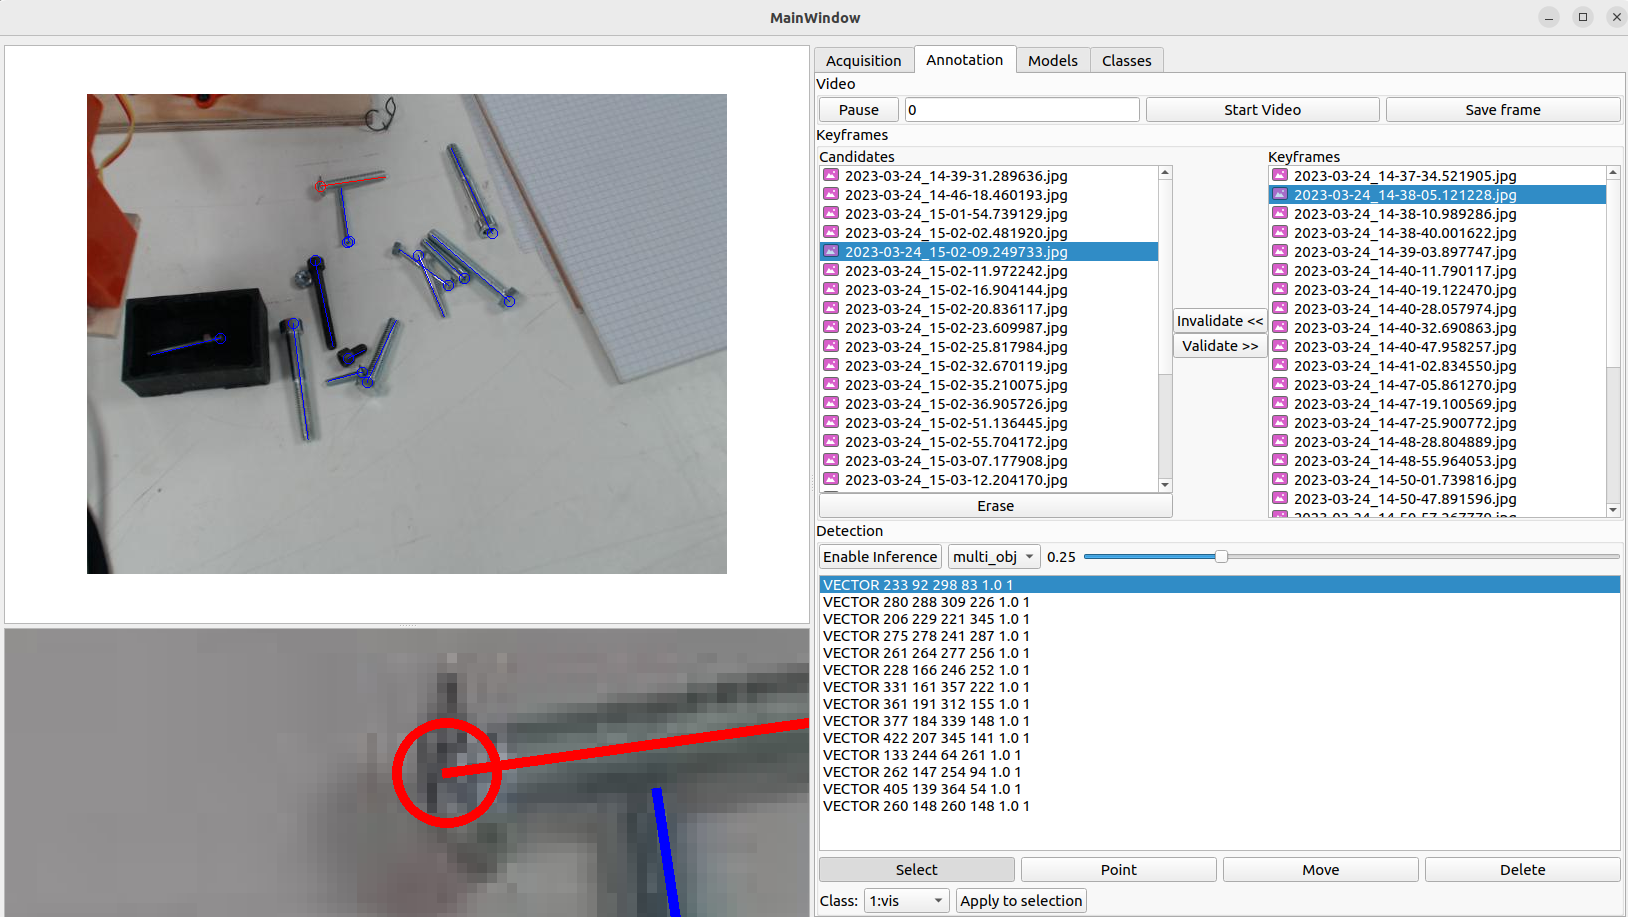 MainWindow
Acquisition Annotation Models Classes
Video
Pause 0 Start Video Save frame
Keyframes
Candidates
2023-03-24_14-39-31.289636.jpg
2023-03-24_14-46-18.460193.jpg
2023-03-24_15-01-54.739129.jpg
2023-03-24_15-02-02.481920.jpg
2023-03-24_15-02-09.249733.jpg
2023-03-24_15-02-11.972242.jpg
2023-03-24_15-02-16.904144.jpg
2023-03-24_15-02-20.836117.jpg
2023-03-24_15-02-23.609987.jpg
2023-03-24_15-02-25.817984.jpg
2023-03-24_15-02-32.670119.jpg
2023-03-24_15-02-35.210075.jpg
2023-03-24_15-02-36.905726.jpg
2023-03-24_15-02-51.136445.jpg
2023-03-24_15-02-55.704172.jpg
2023-03-24_15-03-07.177908.jpg
2023-03-24_15-03-12.204170.jpg
Erase
Invalidate <<
Validate >>
Keyframes
2023-03-24_14-37-34.521905.jpg
2023-03-24_14-38-05.121228.jpg
2023-03-24_14-38-10.989286.jpg
2023-03-24_14-38-40.001622.jpg
2023-03-24_14-39-03.897747.jpg
2023-03-24_14-40-11.790117.jpg
2023-03-24_14-40-19.122470.jpg
2023-03-24_14-40-28.057974.jpg
2023-03-24_14-40-32.690863.jpg
2023-03-24_14-40-47.958257.jpg
2023-03-24_14-41-02.834550.jpg
2023-03-24_14-47-05.861270.jpg
2023-03-24_14-47-19.100569.jpg
2023-03-24_14-47-25.900772.jpg
2023-03-24_14-48-28.804889.jpg
2023-03-24_14-48-55.964053.jpg
2023-03-24_14-50-01.739816.jpg
2023-03-24_14-50-47.891596.jpg
Detection
Enable Inference multi_obj 0.25
VECTOR 233 92 298 83 1.0 1
VECTOR 280 288 309 226 1.0 1
VECTOR 206 229 221 345 1.0 1
VECTOR 275 278 241 287 1.0 1
VECTOR 261 264 277 256 1.0 1
VECTOR 228 166 246 252 1.0 1
VECTOR 331 161 357 222 1.0 1
VECTOR 361 191 312 155 1.0 1
VECTOR 377 184 339 148 1.0 1
VECTOR 422 207 345 141 1.0 1
VECTOR 133 244 64 261 1.0 1
VECTOR 262 147 254 94 1.0 1
VECTOR 405 139 364 54 1.0 1
VECTOR 260 148 260 148 1.0 1
Select Point Move Delete
Class: 1:vis Apply to selection